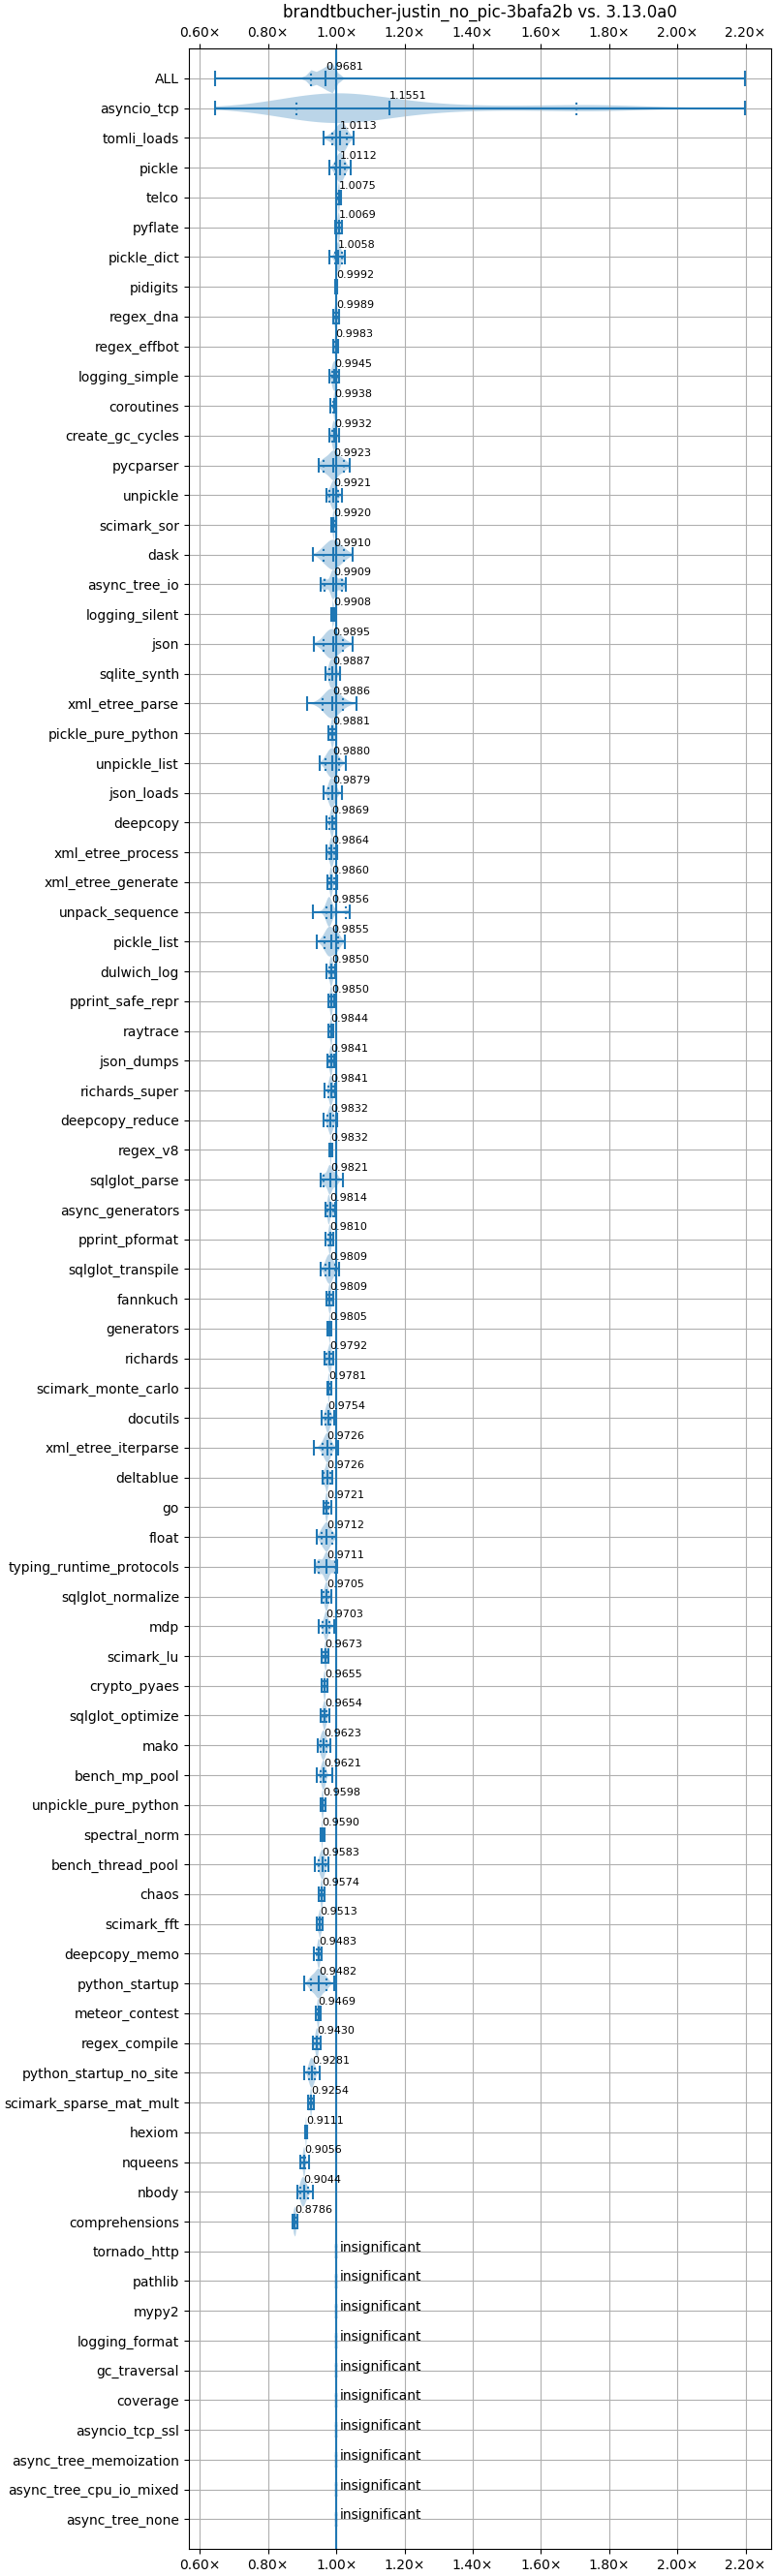 brandtbucher-justin_no_pic-3bafa2b vs. 3.13.0a0
0.60× 0.80× 1.00× 1.20× 1.40× 1.60× 1.80× 2.00× 2.20×
ALL 0.9681
asyncio_tcp 1.1551
tomli_loads 1.0113
pickle 1.0112
telco 1.0075
pyflate 1.0069
pickle_dict 1.0058
pidigits 0.9992
regex_dna 0.9989
regex_effbot 0.9983
logging_simple 0.9945
coroutines 0.9938
create_gc_cycles 0.9932
pycparser 0.9923
unpickle 0.9921
scimark_sor 0.9920
dask 0.9910
async_tree_io 0.9909
logging_silent 0.9908
json 0.9895
sqlite_synth 0.9887
xml_etree_parse 0.9886
pickle_pure_python 0.9881
unpickle_list 0.9880
json_loads 0.9879
deepcopy 0.9869
xml_etree_process 0.9864
xml_etree_generate 0.9860
unpack_sequence 0.9856
pickle_list 0.9855
dulwich_log 0.9850
pprint_safe_repr 0.9850
raytrace 0.9844
json_dumps 0.9841
richards_super 0.9841
deepcopy_reduce 0.9832
regex_v8 0.9832
sqlglot_parse 0.9821
async_generators 0.9814
pprint_pformat 0.9810
sqlglot_transpile 0.9809
fannkuch 0.9809
generators 0.9805
richards 0.9792
scimark_monte_carlo 0.9781
docutils 0.9754
xml_etree_iterparse 0.9726
deltablue 0.9726
go 0.9721
float 0.9712
typing_runtime_protocols 0.9711
sqlglot_normalize 0.9705
mdp 0.9703
scimark_lu 0.9673
crypto_pyaes 0.9655
sqlglot_optimize 0.9654
mako 0.9623
bench_mp_pool 0.9621
unpickle_pure_python 0.9598
spectral_norm 0.9590
bench_thread_pool 0.9583
chaos 0.9574
scimark_fft 0.9513
deepcopy_memo 0.9483
python_startup 0.9482
meteor_contest 0.9469
regex_compile 0.9430
python_startup_no_site 0.9281
scimark_sparse_mat_mult 0.9254
hexiom 0.9111
nqueens 0.9056
nbody 0.9044
comprehensions 0.8786
tornado_http insignificant
pathlib insignificant
mypy2 insignificant
logging_format insignificant
gc_traversal insignificant
coverage insignificant
asyncio_tcp_ssl insignificant
async_tree_memoization insignificant
async_tree_cpu_io_mixed insignificant
async_tree_none insignificant
0.60× 0.80× 1.00× 1.20× 1.40× 1.60× 1.80× 2.00× 2.20×